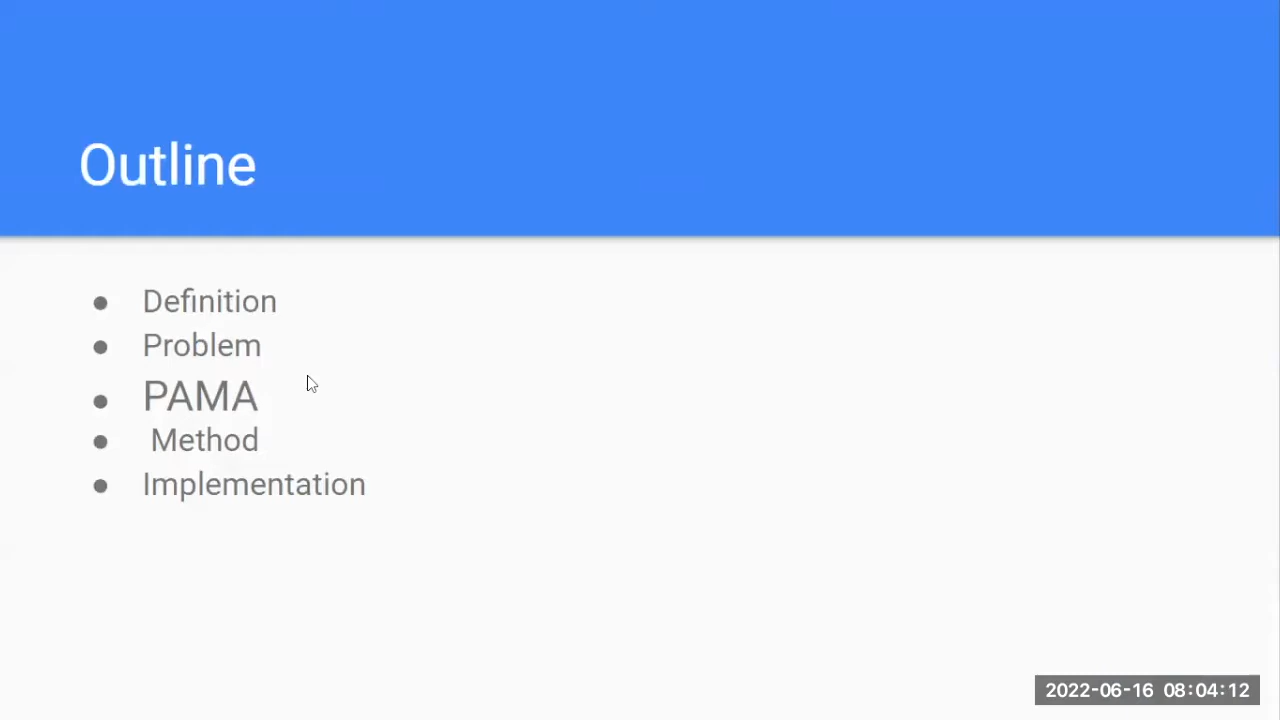 Outline
● Definition
● Problem
● PAMA
● Method
● Implementation
2022-06-16 08:04:12